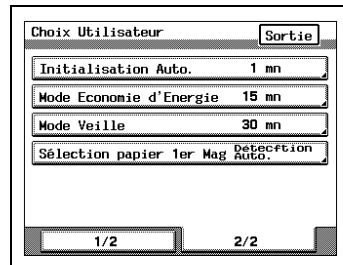 Choix Utilisateur
Sortie
Initialisation Auto. 1 mn
Mode Economie d'Energie 15 mn
Mode Veille 30 mn
Sélection papier 1er Mag Détecftion
Auto.
1/2 2/2